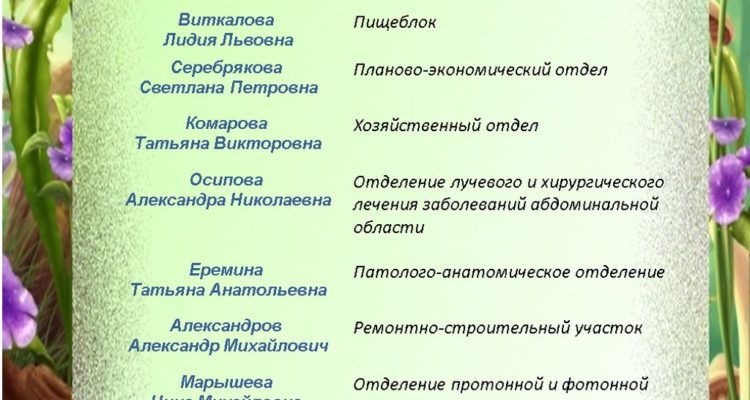 Виткалова
Лидия Львовна
Пищеблок
Серебрякова
Светлана Петровна
Планово-экономический отдел
Комарова
Татьяна Викторовна
Хозяйственный отдел
Осипова
Александра Николаевна
Отделение лучевого и хирургического
лечения заболеваний абдоминальной
области
Еремина
Татьяна Анатольевна
Патолого-анатомическое отделение
Александров
Александр Михайлович
Ремонтно-строительный участок
Марышева
Отделение протонной и фотонной